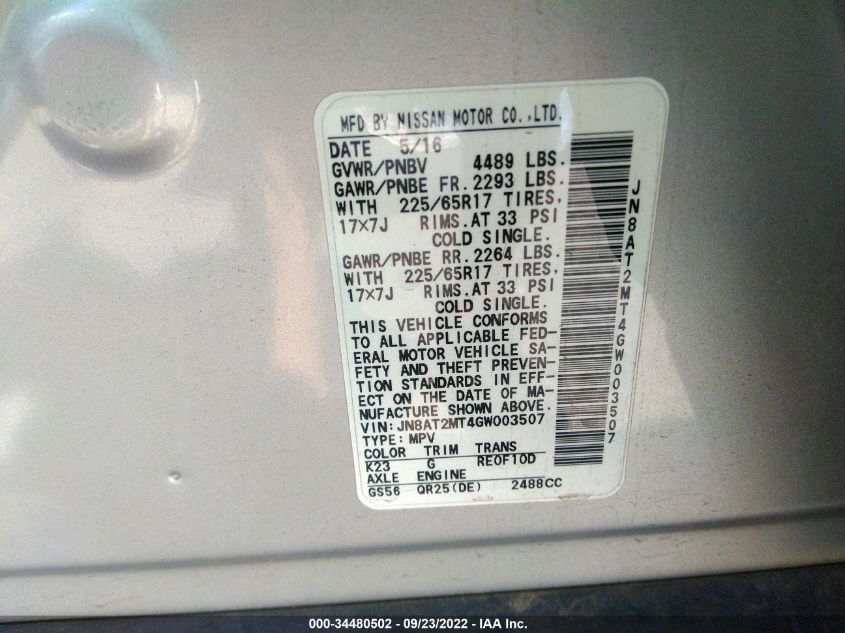 MFD BY NISSAN MOTOR CO.,LTD.
DATE 5/16
GVWR/PNBV 4489 LBS.
GAWR/PNBE FR. 2293 LBS.
WITH 225/65R17 TIRES,
17×7J RIMS.AT 33 PSI
COLD SINGLE.
GAWR/PNBE RR. 2264 LBS.
WITH 225/65R17 TIRES,
17×7J RIMS.AT 33 PSI
COLD SINGLE.
THIS VEHICLE CONFORMS
TO ALL APPLICABLE FED-
ERAL MOTOR VEHICLE SA-
FETY AND THEFT PREVEN-
TION STANDARDS IN EFF-
ECT ON THE DATE OF MA-
NUFACTURE SHOWN ABOVE.
VIN: JN8AT2MT4GW003507
TYPE: MPV
COLOR TRIM TRANS
K23 G RE0F10D
AXLE ENGINE
GS56 QR25(DE) 2488CC
JN8AT2MT4GW003507
000-34480502 - 09/23/2022 - IAA Inc.